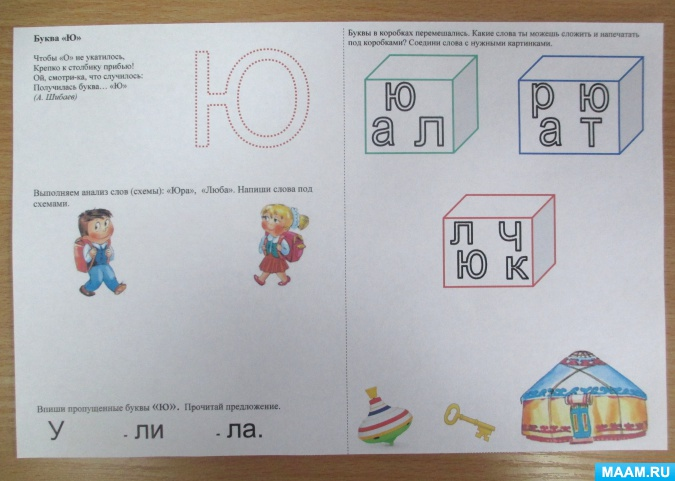 Буква «Ю»
Чтобы «О» не укатилось,
Крепко к столбику прибью!
Ой, смотри-ка, что случилось:
Получилась буква… «Ю»
(А. Шибаев)
Ю
Выполняем анализ слов (схемы): «Юра», «Люба». Напиши слова под
схемами.
Впиши пропущенные буквы «Ю». Прочитай предложение.
У - ли - ла.
Буквы в коробках перемешались. Какие слова ты можешь сложить и напечатать
под коробками? Соедини слова с нужными картинками.
ю
а л
р ю
а т
л ч
ю к
MAAM.RU